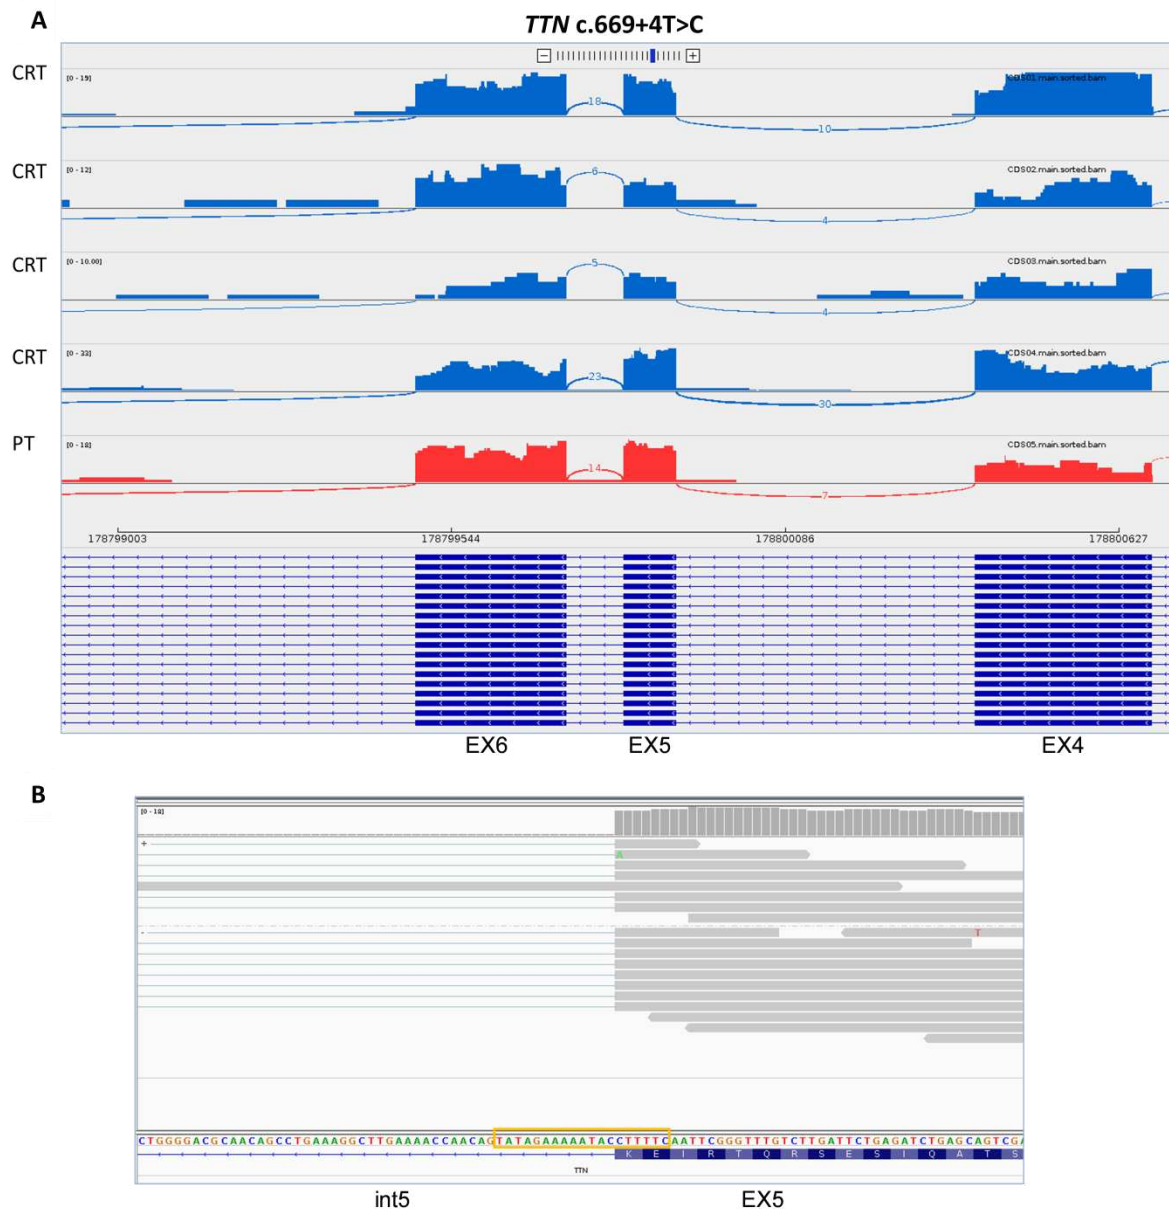 A
TTN c.669+4T>C
CRT
[0 - 19]
CDS01.main.sorted.bam
18
10
CRT
[0 - 12]
CDS02.main.sorted.bam
6
4
CRT
[0 - 10.00]
CDS03.main.sorted.bam
5
4
CRT
[0 - 33]
CDS04.main.sorted.bam
23
30
PT
[0 - 18]
CDS05.main.sorted.bam
14
7
178799003 178799544 178800086 178800627
EX6 EX5 EX4
B
[0 - 18]
+
A
-
T
CTGGGGACGCAACAGCCTGAAAGGCTTGAAAACCAACAGTATAGAAAAATACCTTTTCAATTCGGGTTTGTCTTGATTCTGAGATCTGAGCAGTCGA
K E I R T Q R S E S I Q A T S
TTN
int5 EX5